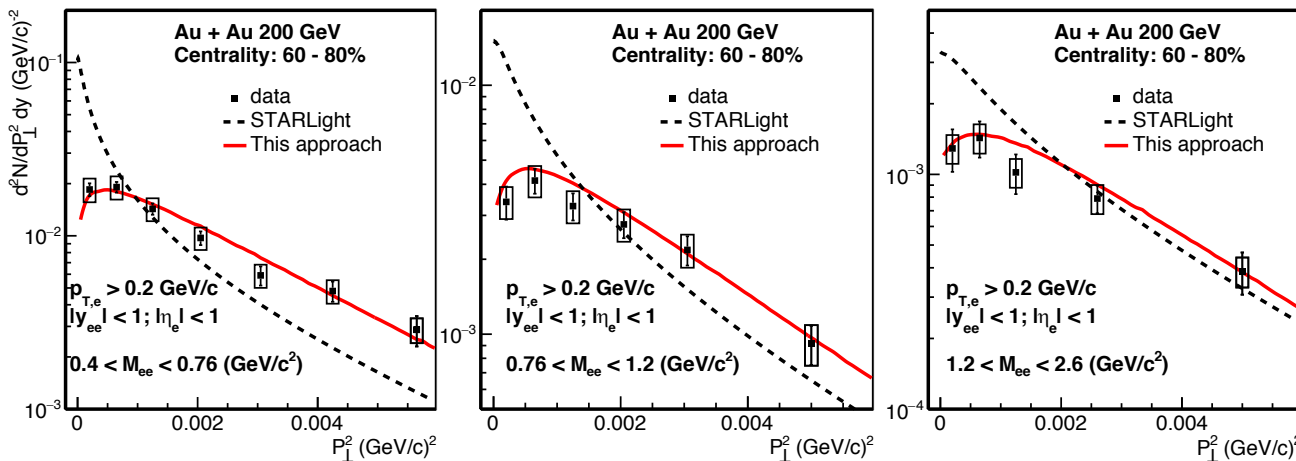 d²N/dP⊥² dy (GeV/c)⁻²
Au + Au 200 GeV
Centrality: 60 - 80%
data
STARLight
This approach
10⁻¹
10⁻²
10⁻³
p_T,e > 0.2 GeV/c
|y_ee| < 1; |η_e| < 1
0.4 < M_ee < 0.76 (GeV/c²)
0 0.002 0.004
P⊥² (GeV/c)²
Au + Au 200 GeV
Centrality: 60 - 80%
data
STARLight
This approach
10⁻²
10⁻³
p_T,e > 0.2 GeV/c
|y_ee| < 1; |η_e| < 1
0.76 < M_ee < 1.2 (GeV/c²)
0 0.002 0.004
P⊥² (GeV/c)²
Au + Au 200 GeV
Centrality: 60 - 80%
data
STARLight
This approach
10⁻³
10⁻⁴
p_T,e > 0.2 GeV/c
|y_ee| < 1; |η_e| < 1
1.2 < M_ee < 2.6 (GeV/c²)
0 0.002 0.004
P⊥² (GeV/c)²